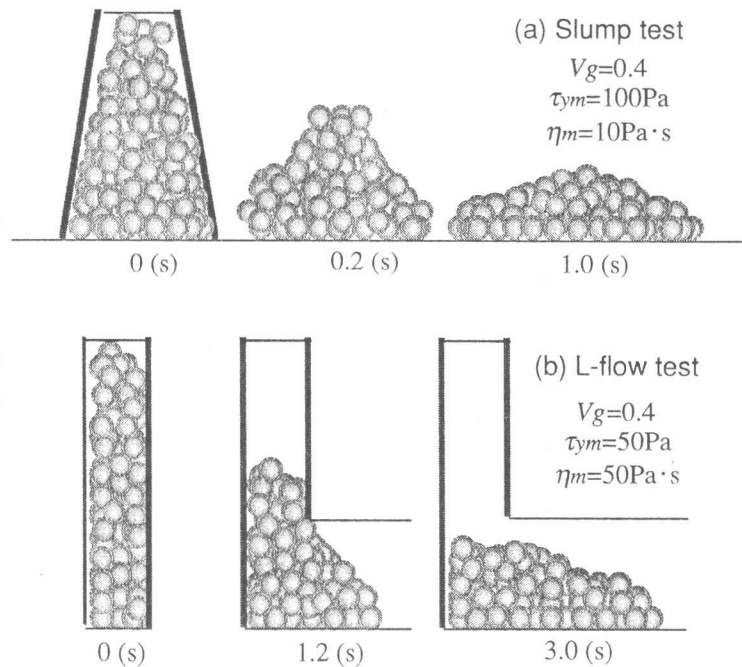 (a) Slump test
Vg=0.4
τym=100Pa
ηm=10Pa·s
0 (s)
0.2 (s)
1.0 (s)
(b) L-flow test
Vg=0.4
τym=50Pa
ηm=50Pa·s
0 (s)
1.2 (s)
3.0 (s)